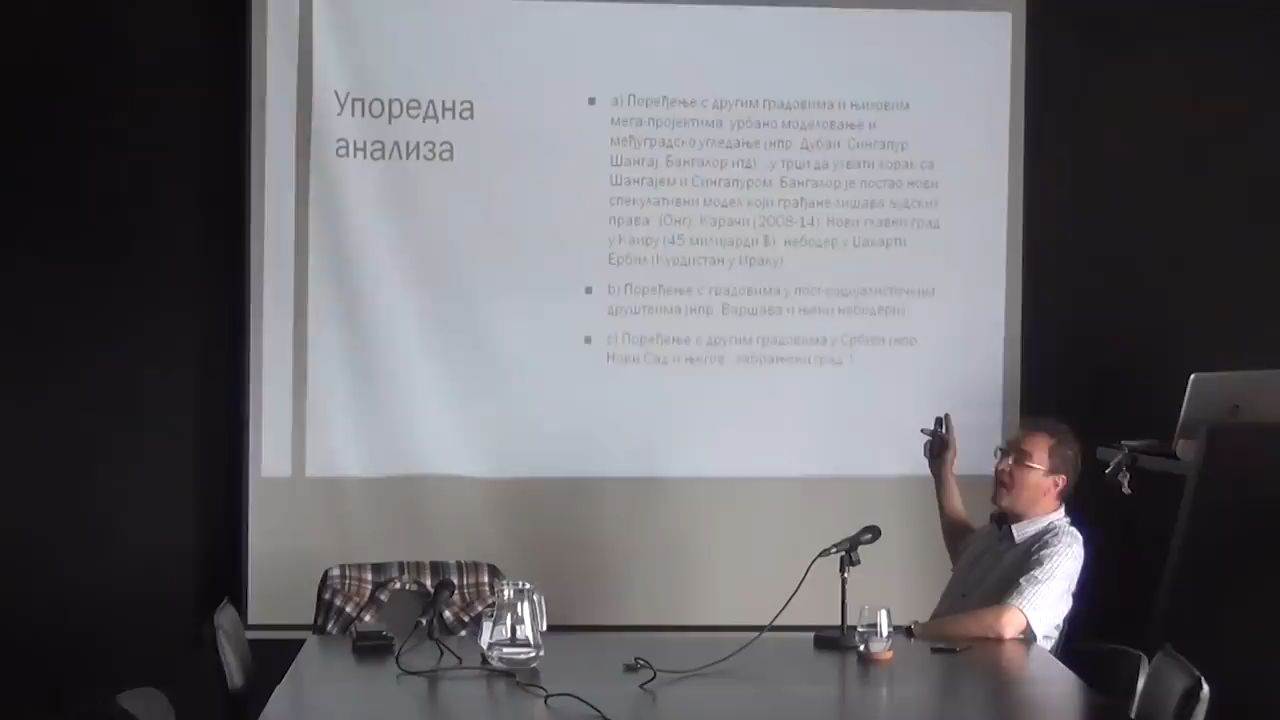 Упоредна
анализа
а) Поређење с другим градовима и њиховим
мега-пројектима, урбано моделовање и
међуградско угледање (нпр. Дубаи, Сингапур,
Шангај, Бангалор итд) у трци да ухвати корак са
Шангајем и Сингапуром, Бангалор је постао нови
спекулативни модел који грађане лишава људских
права (Онг), Карачи (2008-14), Нови главни град
у Каиру (45 милијарди $), небодер у Џакарти,
Ербил (Курдистан у Ираку)
b) Поређење с градовима у пост-социјалистичким
друштвима (нпр. Варшава и њени небодери)
c) Поређење с другим градовима у Србији (нпр.
Нови Сад и његов „забрањени град“)